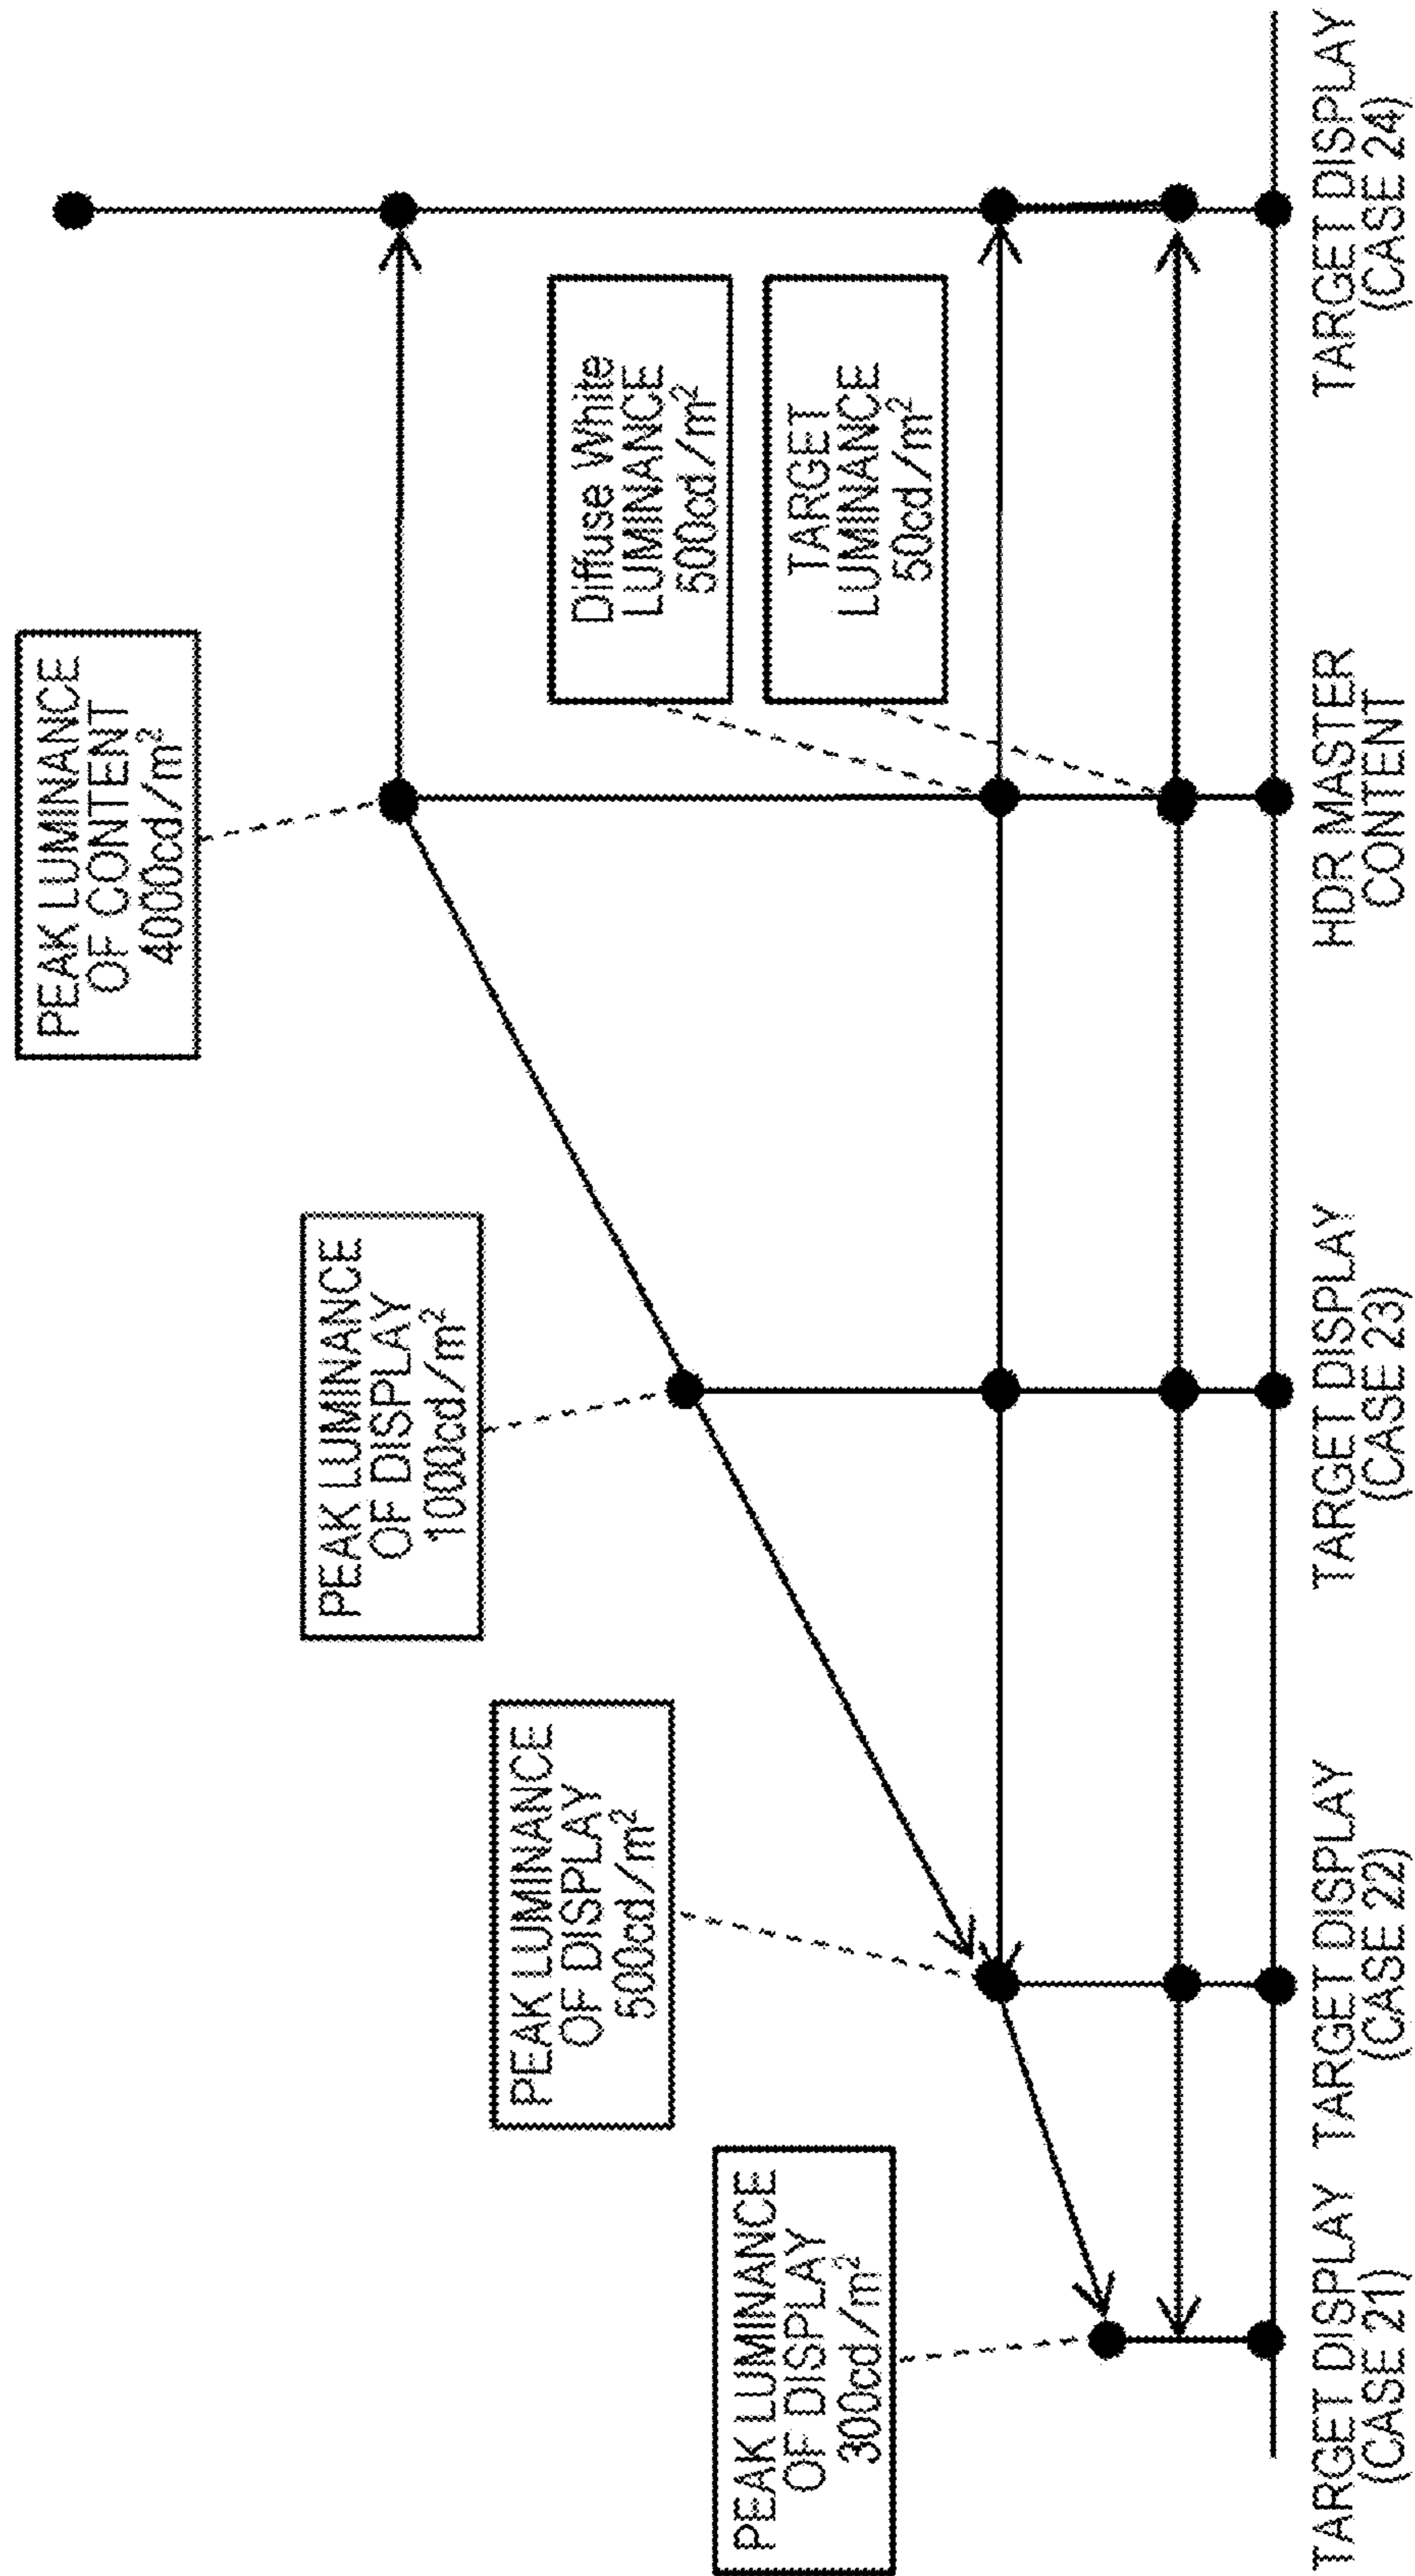 PEAK LUMINANCE
OF DISPLAY
300cd/m²
PEAK LUMINANCE
OF DISPLAY
500cd/m²
PEAK LUMINANCE
OF DISPLAY
1000cd/m²
PEAK LUMINANCE
OF CONTENT
4000cd/m²
Diffuse White
LUMINANCE
500cd/m²
TARGET
LUMINANCE
50cd/m²
TARGET DISPLAY
(CASE 21)
TARGET DISPLAY
(CASE 22)
TARGET DISPLAY
(CASE 23)
HDR MASTER
CONTENT
TARGET DISPLAY
(CASE 24)